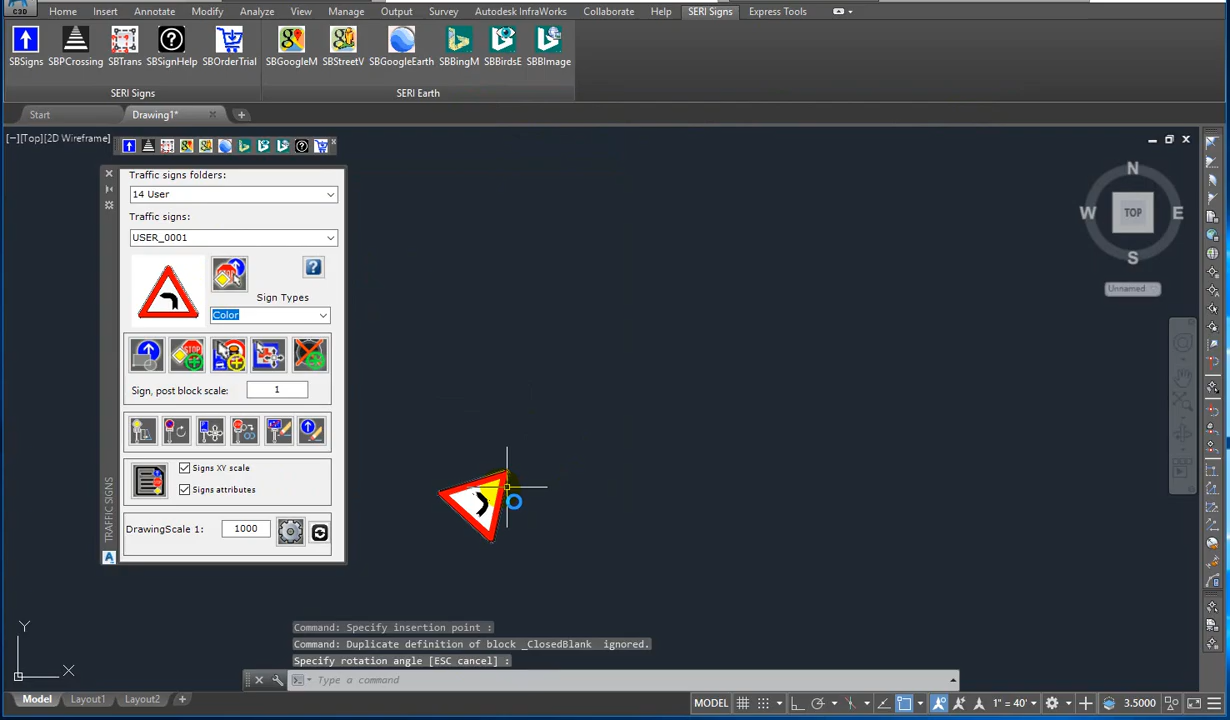 C3D
Home Insert Annotate Modify Analyze View Manage Output Survey Autodesk InfraWorks Collaborate Help SERI Signs Express Tools
SBSigns SBPCrossing SBTrans SBSignHelp SBOrderTrial SBGoogleM SBStreetV SBGoogleEarth SBBingM SBBirdsE SBBImage
SERI Signs SERI Earth
Start Drawing1*
[−][Top][2D Wireframe]
Traffic signs folders:
14 User
Traffic signs:
USER_0001
Sign Types
Color
Sign, post block scale: 1
Signs XY scale
Signs attributes
DrawingScale 1: 1000
TRAFFIC SIGNS
N
W TOP E
S
Unnamed
Y
X
Command: Specify insertion point :
Command: Duplicate definition of block _ClosedBlank ignored.
Specify rotation angle [ESC cancel] :
Type a command
Model Layout1 Layout2 + MODEL 1" = 40' 3.5000